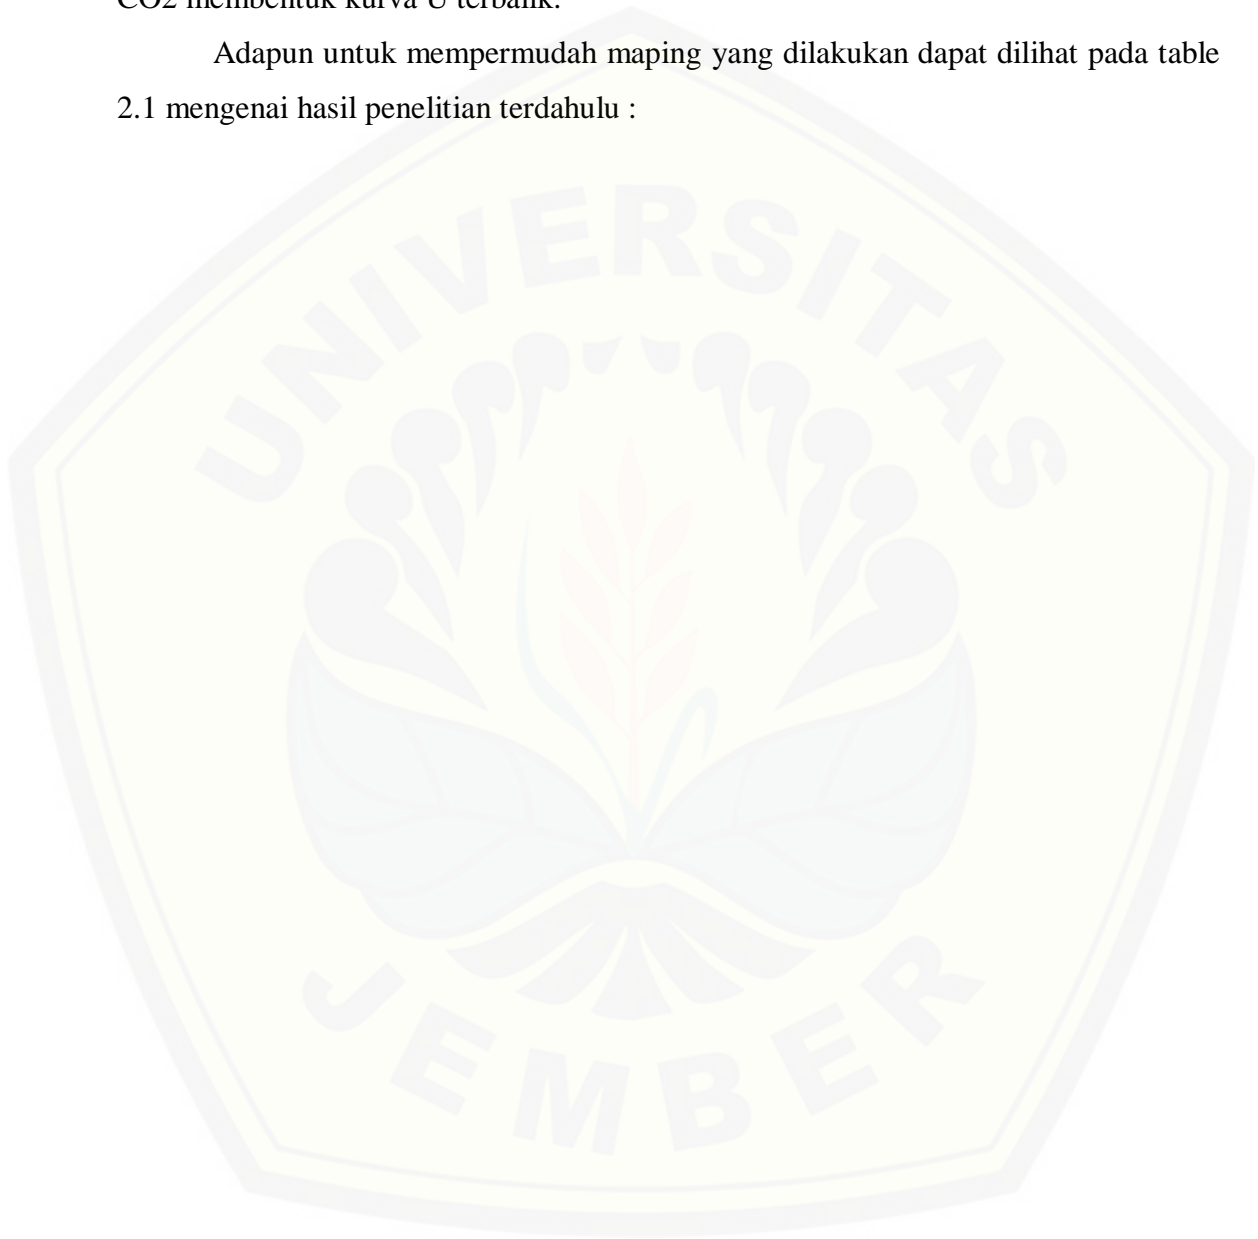 CO2 membentuk kurva U terbalik.
Adapun untuk mempermudah maping yang dilakukan dapat dilihat pada table
2.1 mengenai hasil penelitian terdahulu :
UNIVERSITAS
JEMBER